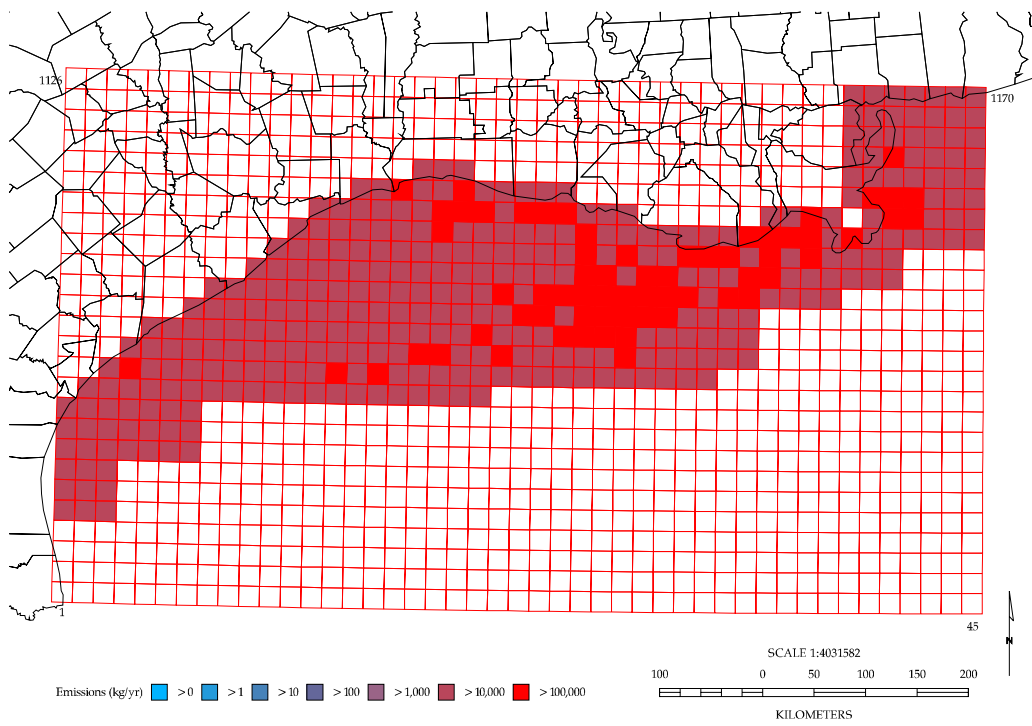 1126
1170
1
45
N
SCALE 1:4031582
Emissions (kg/yr) > 0 > 1 > 10 > 100 > 1,000 > 10,000 > 100,000
100 0 50 100 150 200
KILOMETERS